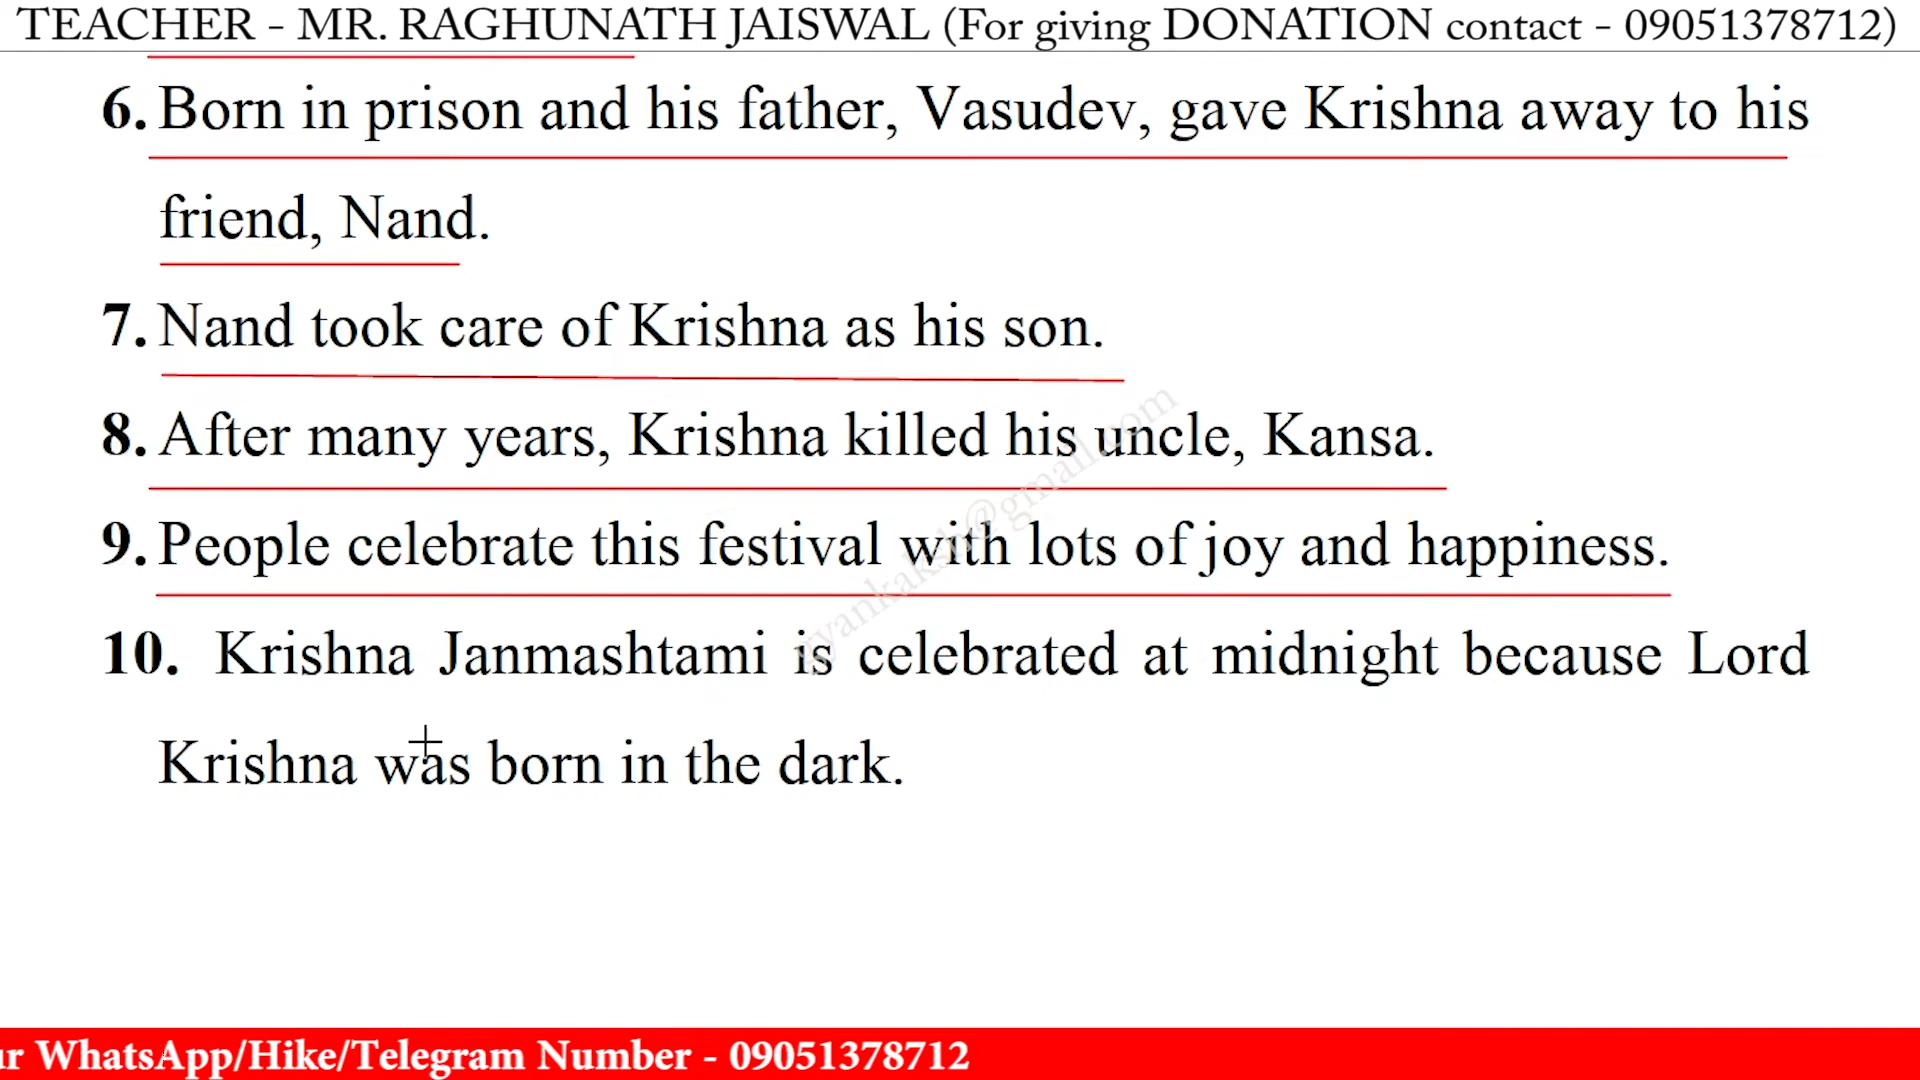 TEACHER - MR. RAGHUNATH JAISWAL (For giving DONATION contact - 09051378712)
6. Born in prison and his father, Vasudev, gave Krishna away to his
friend, Nand.
7. Nand took care of Krishna as his son.
8. After many years, Krishna killed his uncle, Kansa.
9. People celebrate this festival with lots of joy and happiness.
gyankaksh@gmail.com
10. Krishna Janmashtami is celebrated at midnight because Lord
Krishna was born in the dark.
WhatsApp/Hike/Telegram Number - 09051378712